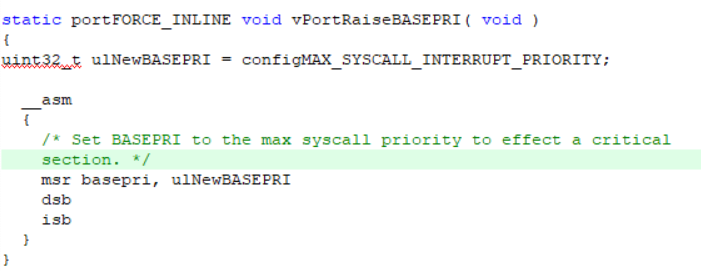 static portFORCE_INLINE void vPortRaiseBASEPRI( void )
{
uint32_t ulNewBASEPRI = configMAX_SYSCALL_INTERRUPT_PRIORITY;
__asm
{
/* Set BASEPRI to the max syscall priority to effect a critical
section. */
msr basepri, ulNewBASEPRI
dsb
isb
}
}